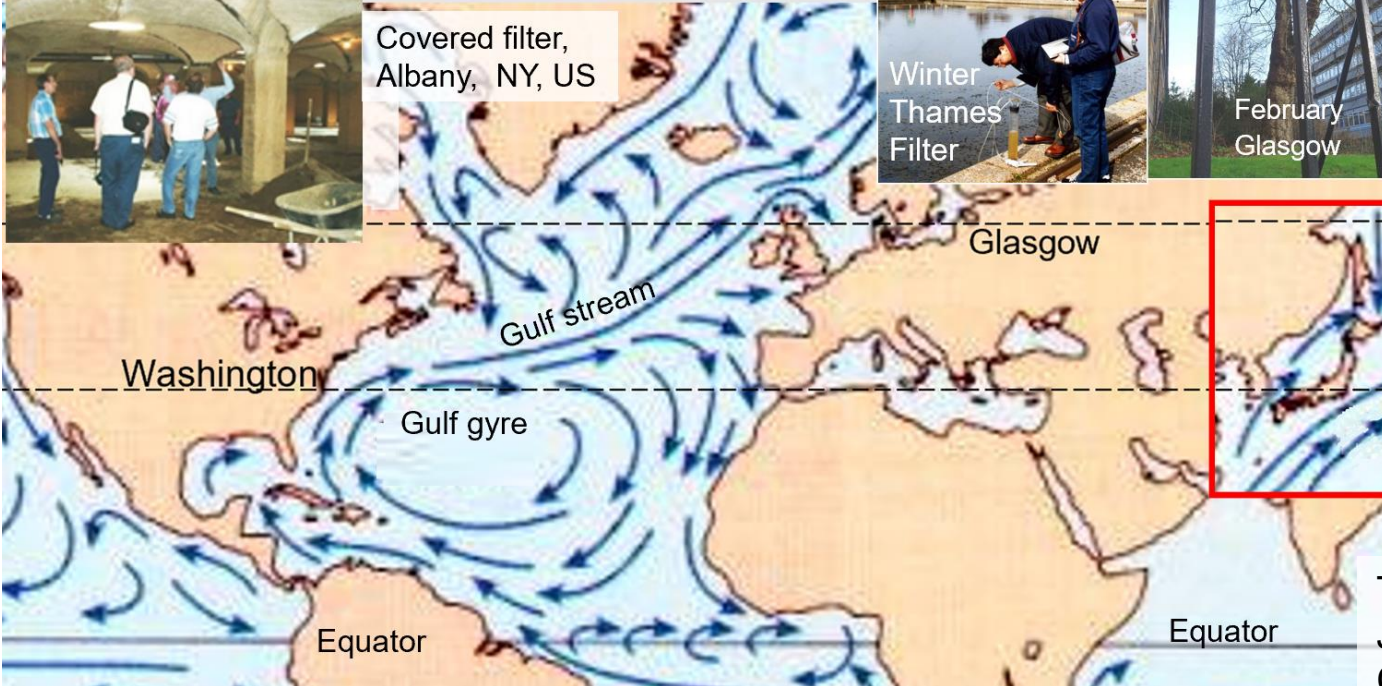 Covered filter,
Albany, NY, US
Winter
Thames
Filter
February
Glasgow
Glasgow
Gulf stream
Washington
Gulf gyre
Equator
Equator